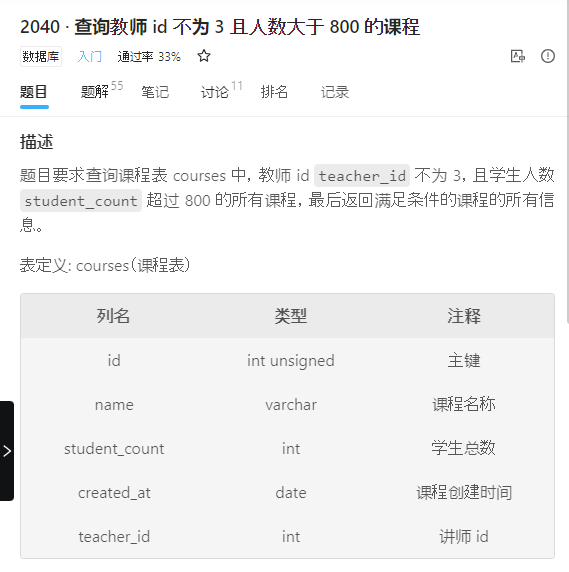 2040 · 查询教师 id 不为 3 且人数大于 800 的课程
数据库 入门 通过率 33%
题目 题解 55 笔记 讨论 11 排名 记录
描述
题目要求查询课程表 courses 中, 教师 id teacher_id 不为 3, 且学生人数
student_count 超过 800 的所有课程, 最后返回满足条件的课程的所有信
息。
表定义: courses(课程表)
列名 类型 注释
id int unsigned 主键
name varchar 课程名称
student_count int 学生总数
created_at date 课程创建时间
teacher_id int 讲师 id